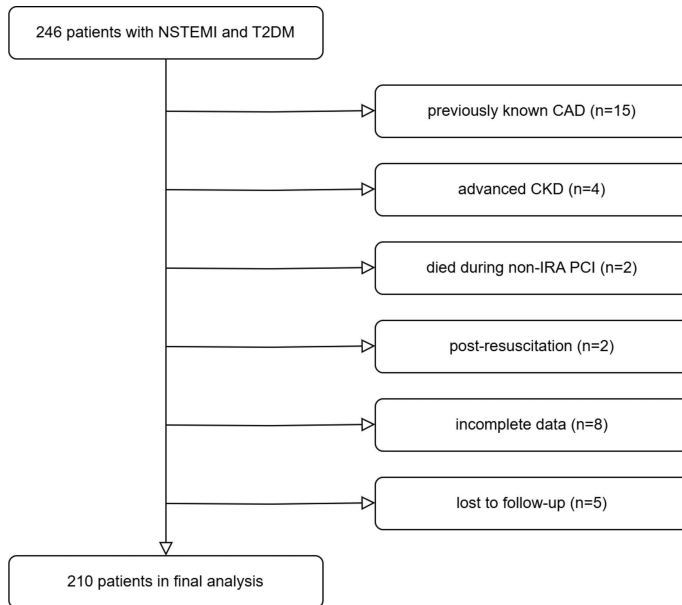 246 patients with NSTEMI and T2DM
previously known CAD (n=15)
advanced CKD (n=4)
died during non-IRA PCI (n=2)
post-resuscitation (n=2)
incomplete data (n=8)
lost to follow-up (n=5)
210 patients in final analysis